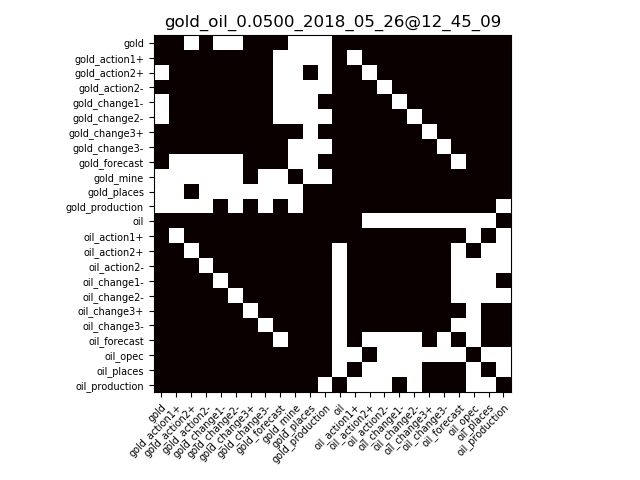 gold_oil_0.0500_2018_05_26@12_45_09
gold
gold_action1+
gold_action2+
gold_action2-
gold_change1-
gold_change2-
gold_change3+
gold_change3-
gold_forecast
gold_mine
gold_places
gold_production
oil
oil_action1+
oil_action2+
oil_action2-
oil_change1-
oil_change2-
oil_change3+
oil_change3-
oil_forecast
oil_opec
oil_places
oil_production
gold
gold_action1+
gold_action2+
gold_action2-
gold_change1-
gold_change2-
gold_change3+
gold_change3-
gold_forecast
gold_mine
gold_places
gold_production
oil
oil_action1+
oil_action2+
oil_action2-
oil_change1-
oil_change2-
oil_change3+
oil_change3-
oil_forecast
oil_opec
oil_places
oil_production